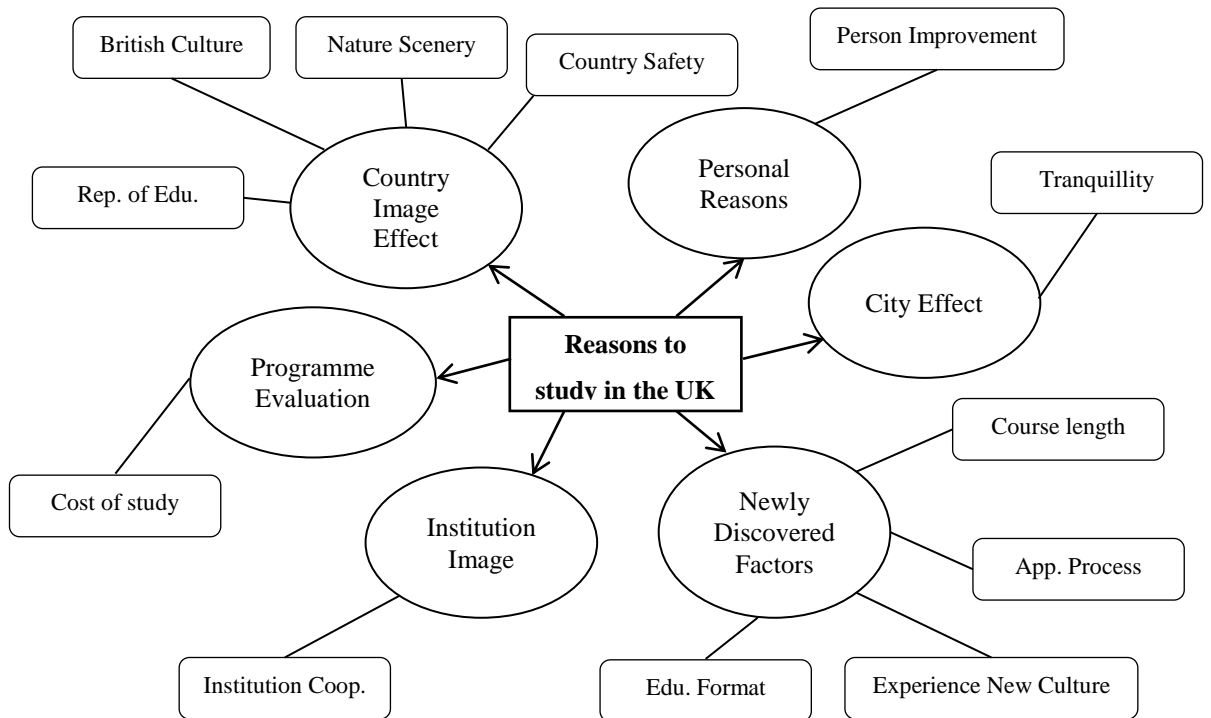 British Culture
Nature Scenery
Country Safety
Person Improvement
Rep. of Edu.
Country
Image
Effect
Personal
Reasons
Tranquillity
City Effect
Reasons to
study in the UK
Programme
Evaluation
Cost of study
Institution
Image
Institution Coop.
Newly
Discovered
Factors
Course length
App. Process
Edu. Format
Experience New Culture